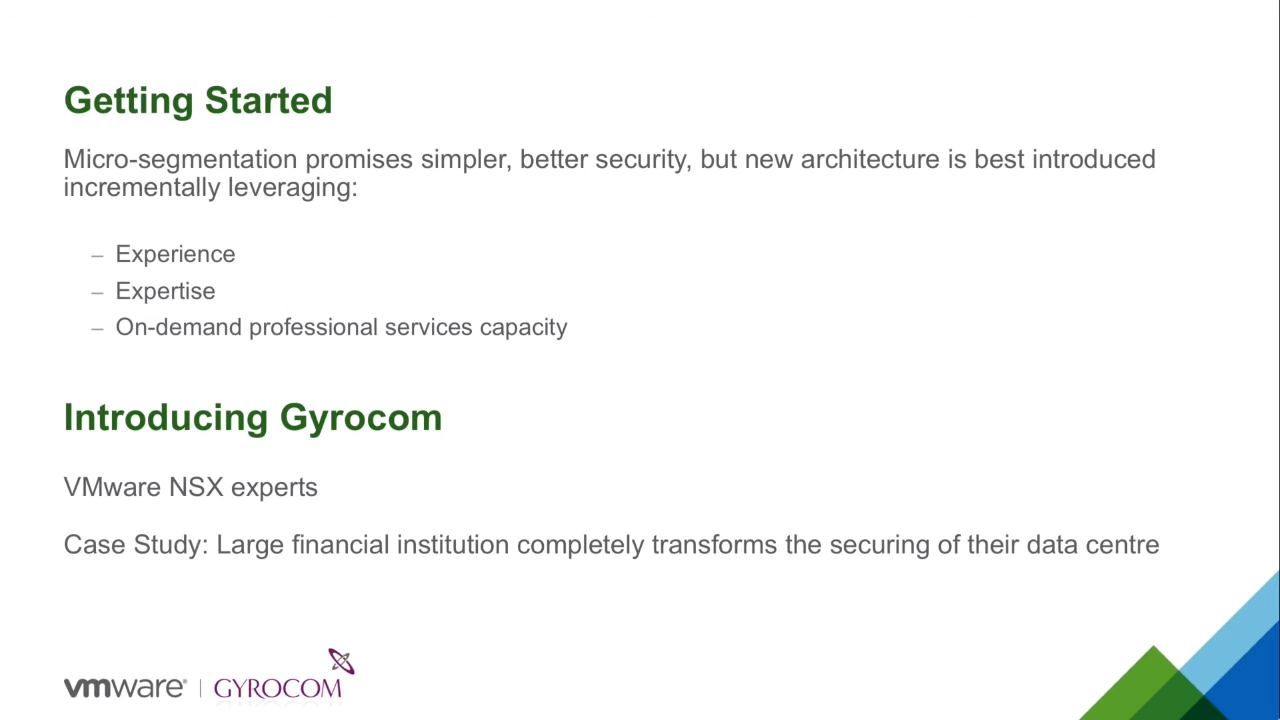 Getting Started
Micro-segmentation promises simpler, better security, but new architecture is best introduced
incrementally leveraging:
– Experience
– Expertise
– On-demand professional services capacity
Introducing Gyrocom
VMware NSX experts
Case Study: Large financial institution completely transforms the securing of their data centre
vmware® | GYROCOM